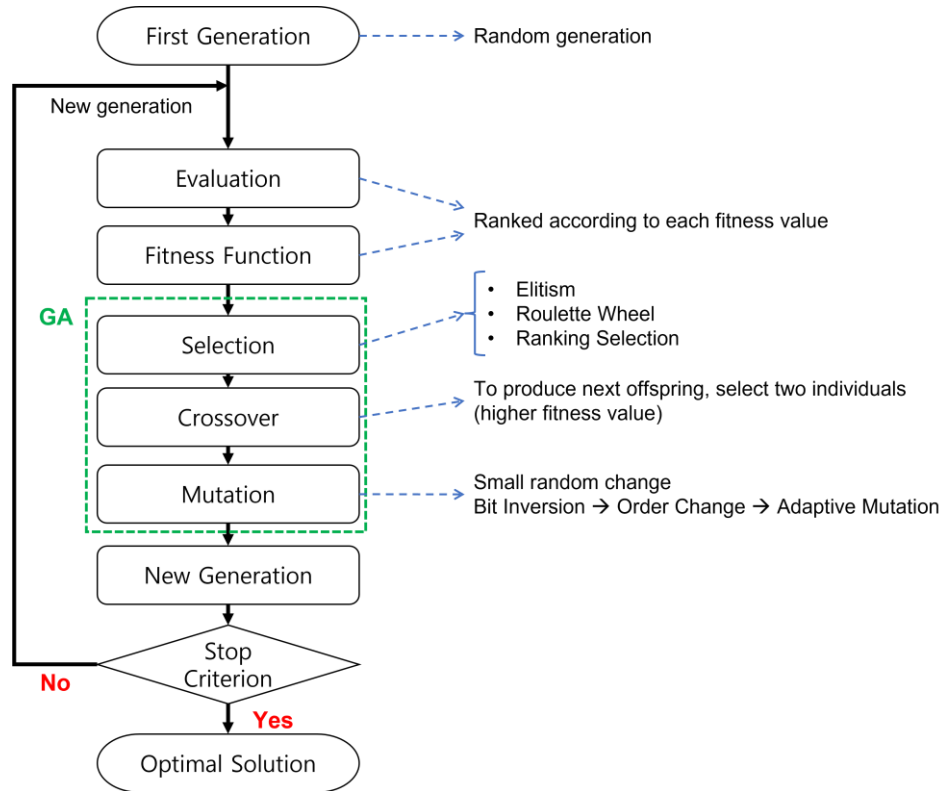 First Generation
Random generation
New generation
Evaluation
Ranked according to each fitness value
Fitness Function
GA
• Elitism
• Roulette Wheel
• Ranking Selection
Selection
To produce next offspring, select two individuals
(higher fitness value)
Crossover
Small random change
Bit Inversion → Order Change → Adaptive Mutation
Mutation
New Generation
Stop
Criterion
No
Yes
Optimal Solution